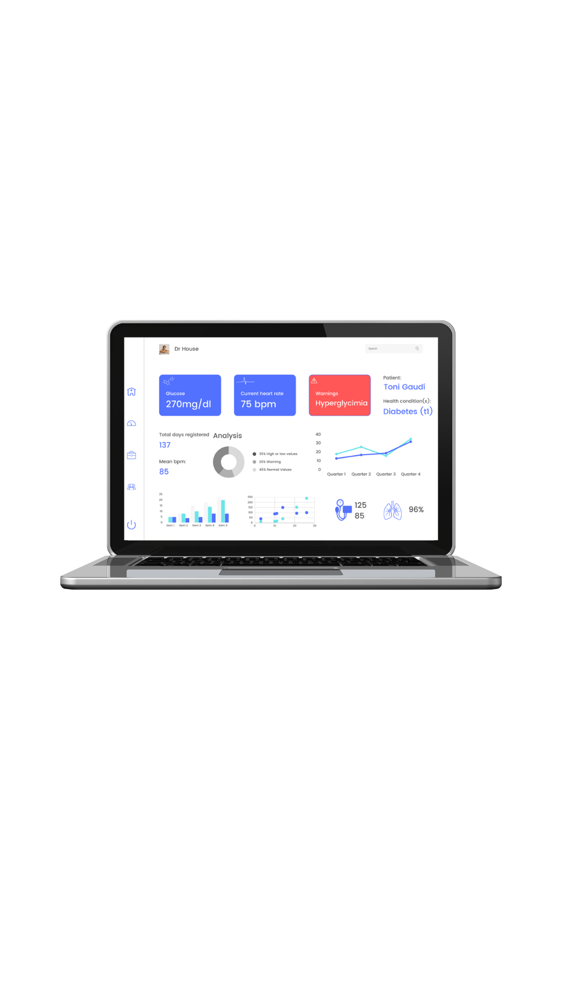 Dr House
Search
Glucose
270mg/dl
Current heart rate
75 bpm
Warnings
Hyperglycimia
Patient:
Toni Gaudí
Health condition(s):
Diabetes (t1)
Total days registered
137
Mean bpm:
85
Analysis
35% High or low values
20% Warning
45% Normal Values
40
30
20
10
0
Quarter 1 Quarter 2 Quarter 3 Quarter 4
25
20
15
10
5
0
Item 1 Item 2 Item 3 Item 4 Item 5
250
200
150
100
50
0
0 10 20 30
125
85
96%